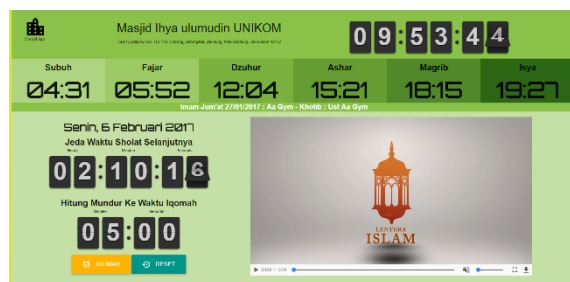 Masjid Ihya ulumudin UNIKOM
09:53:44
Subuh Fajar Dzuhur Ashar Magrib Isya
04:31 05:52 12:04 15:21 18:15 19:27
Imam Jum'at 27/01/2017 : Aa Gym - Khotib : Ust Aa Gym
Senin, 6 Februari 2017
Jeda Waktu Sholat Selanjutnya
02:10:16
Hitung Mundur Ke Waktu Iqomah
05:00
IQOMAH RESET
LENTERA
ISLAM